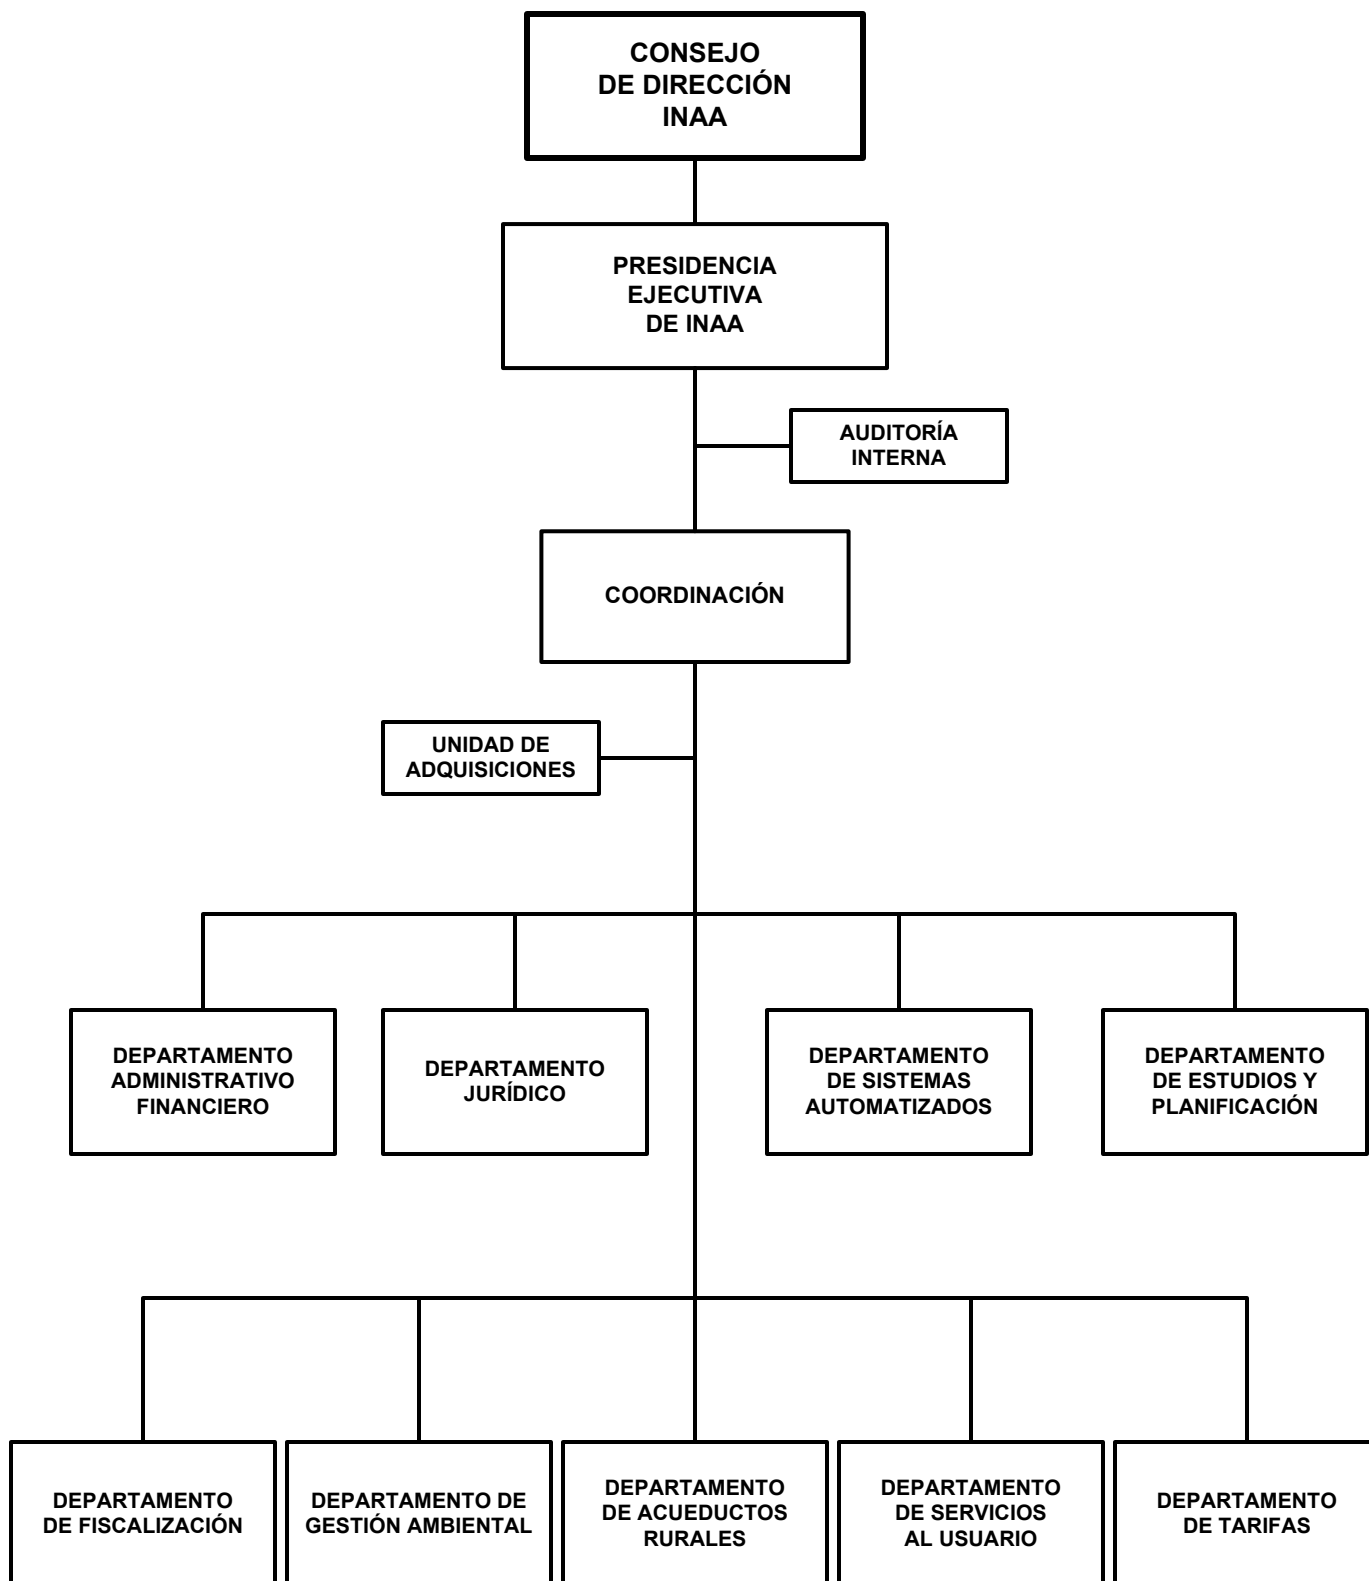 CONSEJO
DE DIRECCIÓN
INAA
PRESIDENCIA
EJECUTIVA
DE INAA
AUDITORÍA
INTERNA
COORDINACIÓN
UNIDAD DE
ADQUISICIONES
DEPARTAMENTO
ADMINISTRATIVO
FINANCIERO
DEPARTAMENTO
JURÍDICO
DEPARTAMENTO
DE SISTEMAS
AUTOMATIZADOS
DEPARTAMENTO
DE ESTUDIOS Y
PLANIFICACIÓN
DEPARTAMENTO
DE FISCALIZACIÓN
DEPARTAMENTO DE
GESTIÓN AMBIENTAL
DEPARTAMENTO
DE ACUEDUCTOS
RURALES
DEPARTAMENTO
DE SERVICIOS
AL USUARIO
DEPARTAMENTO
DE TARIFAS